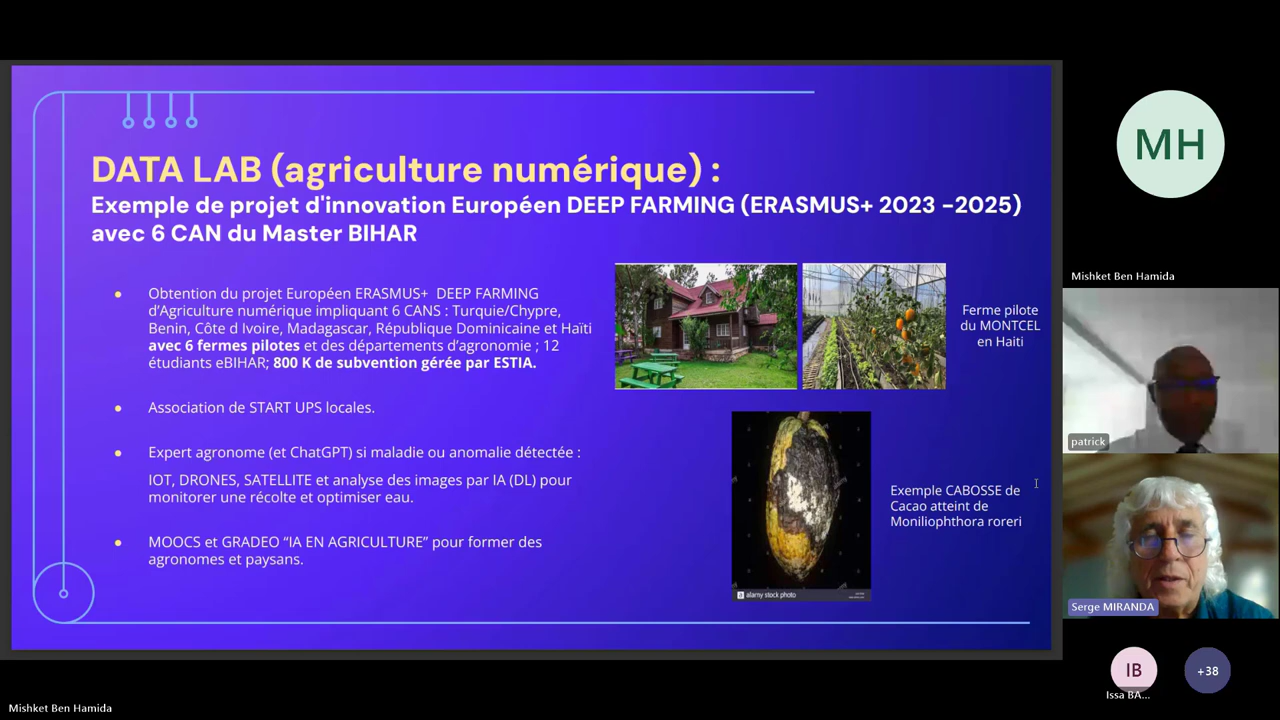 DATA LAB (agriculture numérique) :
Exemple de projet d'innovation Européen DEEP FARMING (ERASMUS+ 2023 -2025)
avec 6 CAN du Master BIHAR
Obtention du projet Européen ERASMUS+ DEEP FARMING
d'Agriculture numérique impliquant 6 CANS : Turquie/Chypre,
Benin, Côte d Ivoire, Madagascar, République Dominicaine et Haïti
avec 6 fermes pilotes et des départements d'agronomie ; 12
étudiants eBIHAR; 800 K de subvention gérée par ESTIA.
Association de START UPS locales.
Expert agronome (et ChatGPT) si maladie ou anomalie détectée :
IOT, DRONES, SATELLITE et analyse des images par IA (DL) pour
monitorer une récolte et optimiser eau.
MOOCS et GRADEO “IA EN AGRICULTURE” pour former des
agronomes et paysans.
Ferme pilote
du MONTCEL
en Haiti
Exemple CABOSSE de
Cacao atteint de
Moniliophthora roreri
a alamy stock photo
MH
Mishket Ben Hamida
patrick
Serge MIRANDA
IB
Issa BA...
+38
Mishket Ben Hamida